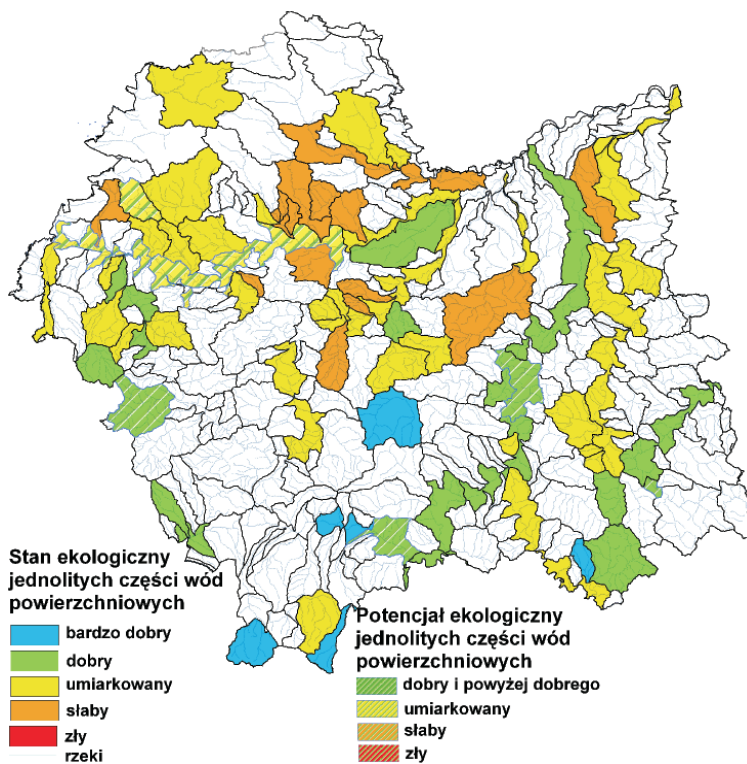 Stan ekologiczny
jednolitych części wód
powierzchniowych
bardzo dobry
dobry
umiarkowany
słaby
zły
rzeki
Potencjał ekologiczny
jednolitych części wód
powierzchniowych
dobry i powyżej dobrego
umiarkowany
słaby
zły